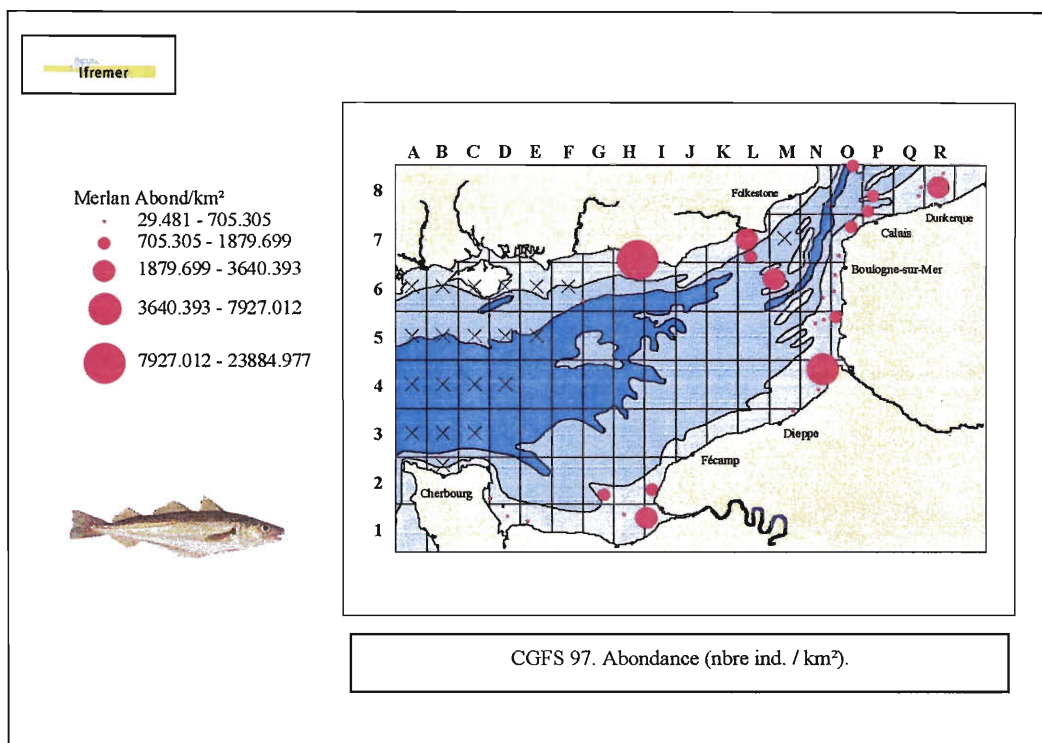 Ifremer
Merlan Abond/km²
29.481 - 705.305
705.305 - 1879.699
1879.699 - 3640.393
3640.393 - 7927.012
7927.012 - 23884.977
A B C D E F G H I J K L M N O P Q R
8
7
6
5
4
3
2
1
Folkestone
Dunkerque
Calais
Boulogne-sur-Mer
Dieppe
Fécamp
Cherbourg
CGFS 97. Abondance (nbre ind. / km²).